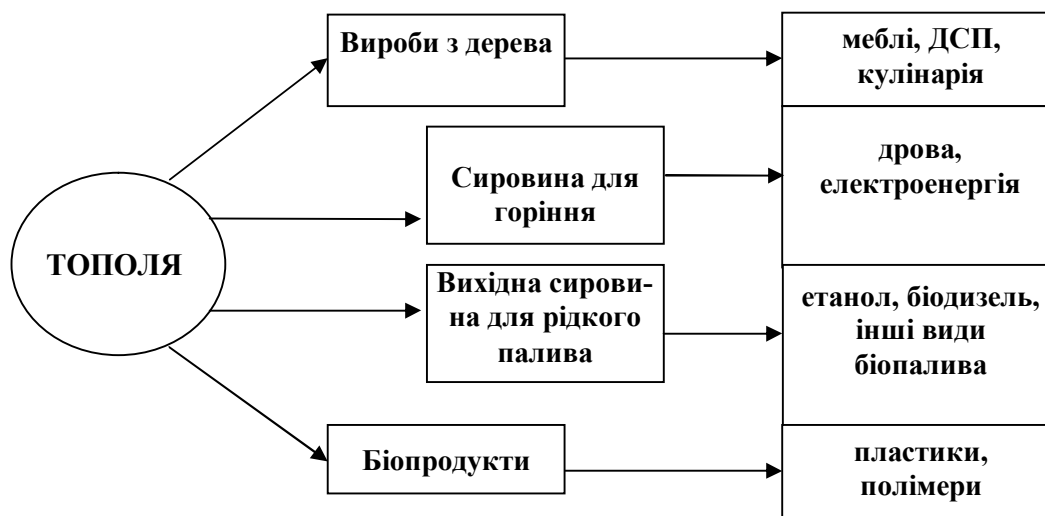 ТОПОЛЯ
Вироби з дерева
меблі, ДСП,
кулінарія
Сировина для
горіння
дрова,
електроенергія
Вихідна сирови-
на для рідкого
палива
етанол, біодизель,
інші види
біопалива
Біопродукти
пластики,
полімери